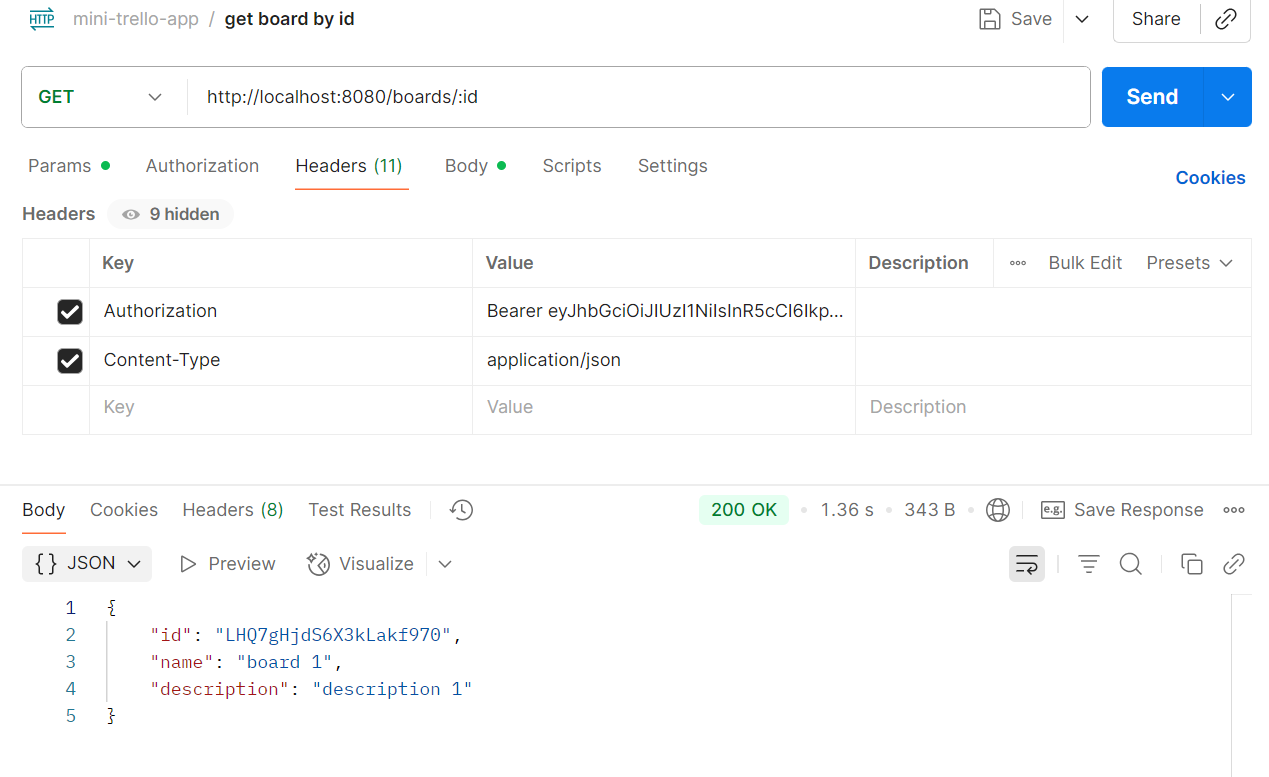 HTTP mini-trello-app / get board by id Save Share
GET http://localhost:8080/boards/:id Send
Params Authorization Headers (11) Body Scripts Settings
Cookies
Headers 9 hidden
Key Value Description Bulk Edit Presets
Authorization Bearer eyJhbGciOiJIUzI1NiIsInR5cCI6Ikp...
Content-Type application/json
Key Value Description
Body Cookies Headers (8) Test Results 200 OK 1.36 s 343 B e.g. Save Response
{} JSON Preview Visualize
1 {
2 "id": "LHQ7gHjdS6X3kLakf970",
3 "name": "board 1",
4 "description": "description 1"
5 }